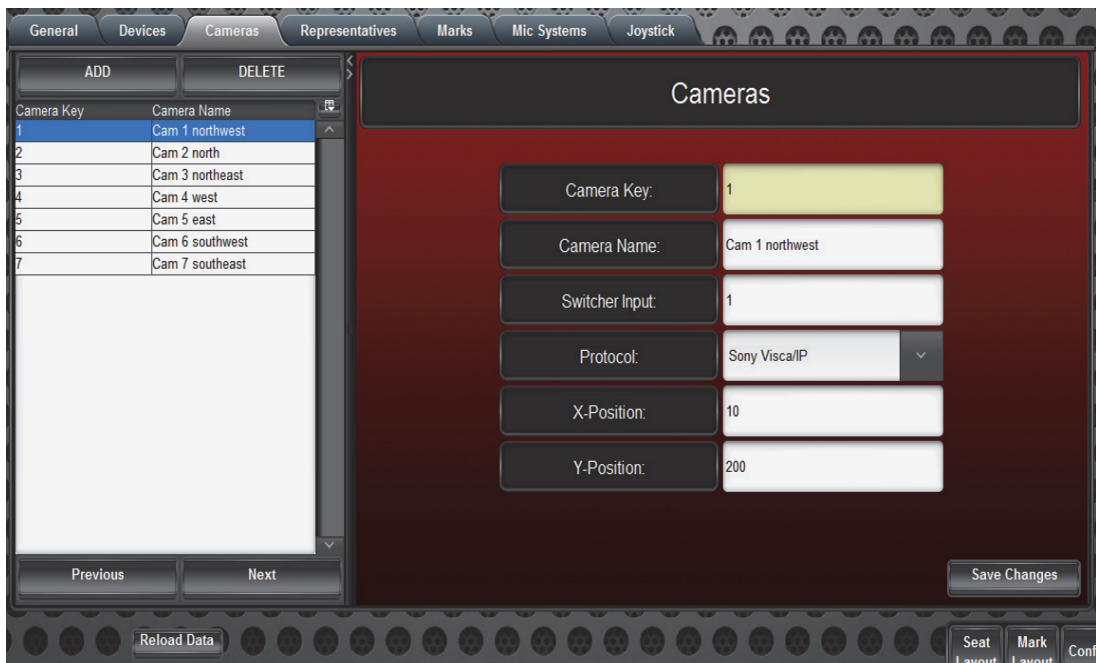 General Devices Cameras Representatives Marks Mic Systems Joystick
ADD DELETE
Camera Key Camera Name
1 Cam 1 northwest
2 Cam 2 north
3 Cam 3 northeast
4 Cam 4 west
5 Cam 5 east
6 Cam 6 southwest
7 Cam 7 southeast
Previous Next
Cameras
Camera Key: 1
Camera Name: Cam 1 northwest
Switcher Input: 1
Protocol: Sony Visca/IP
X-Position: 10
Y-Position: 200
Save Changes
Reload Data
Seat Mark Conf
Layout Layout